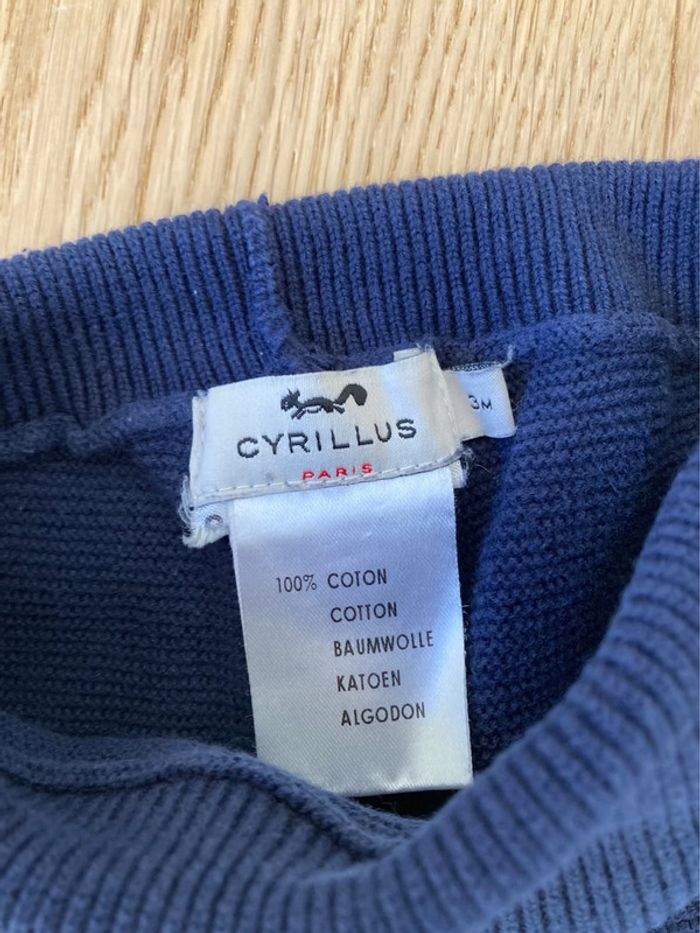 CYRILLUS
PARIS
3M
100% COTON
COTTON
BAUMWOLLE
KATOEN
ALGODON